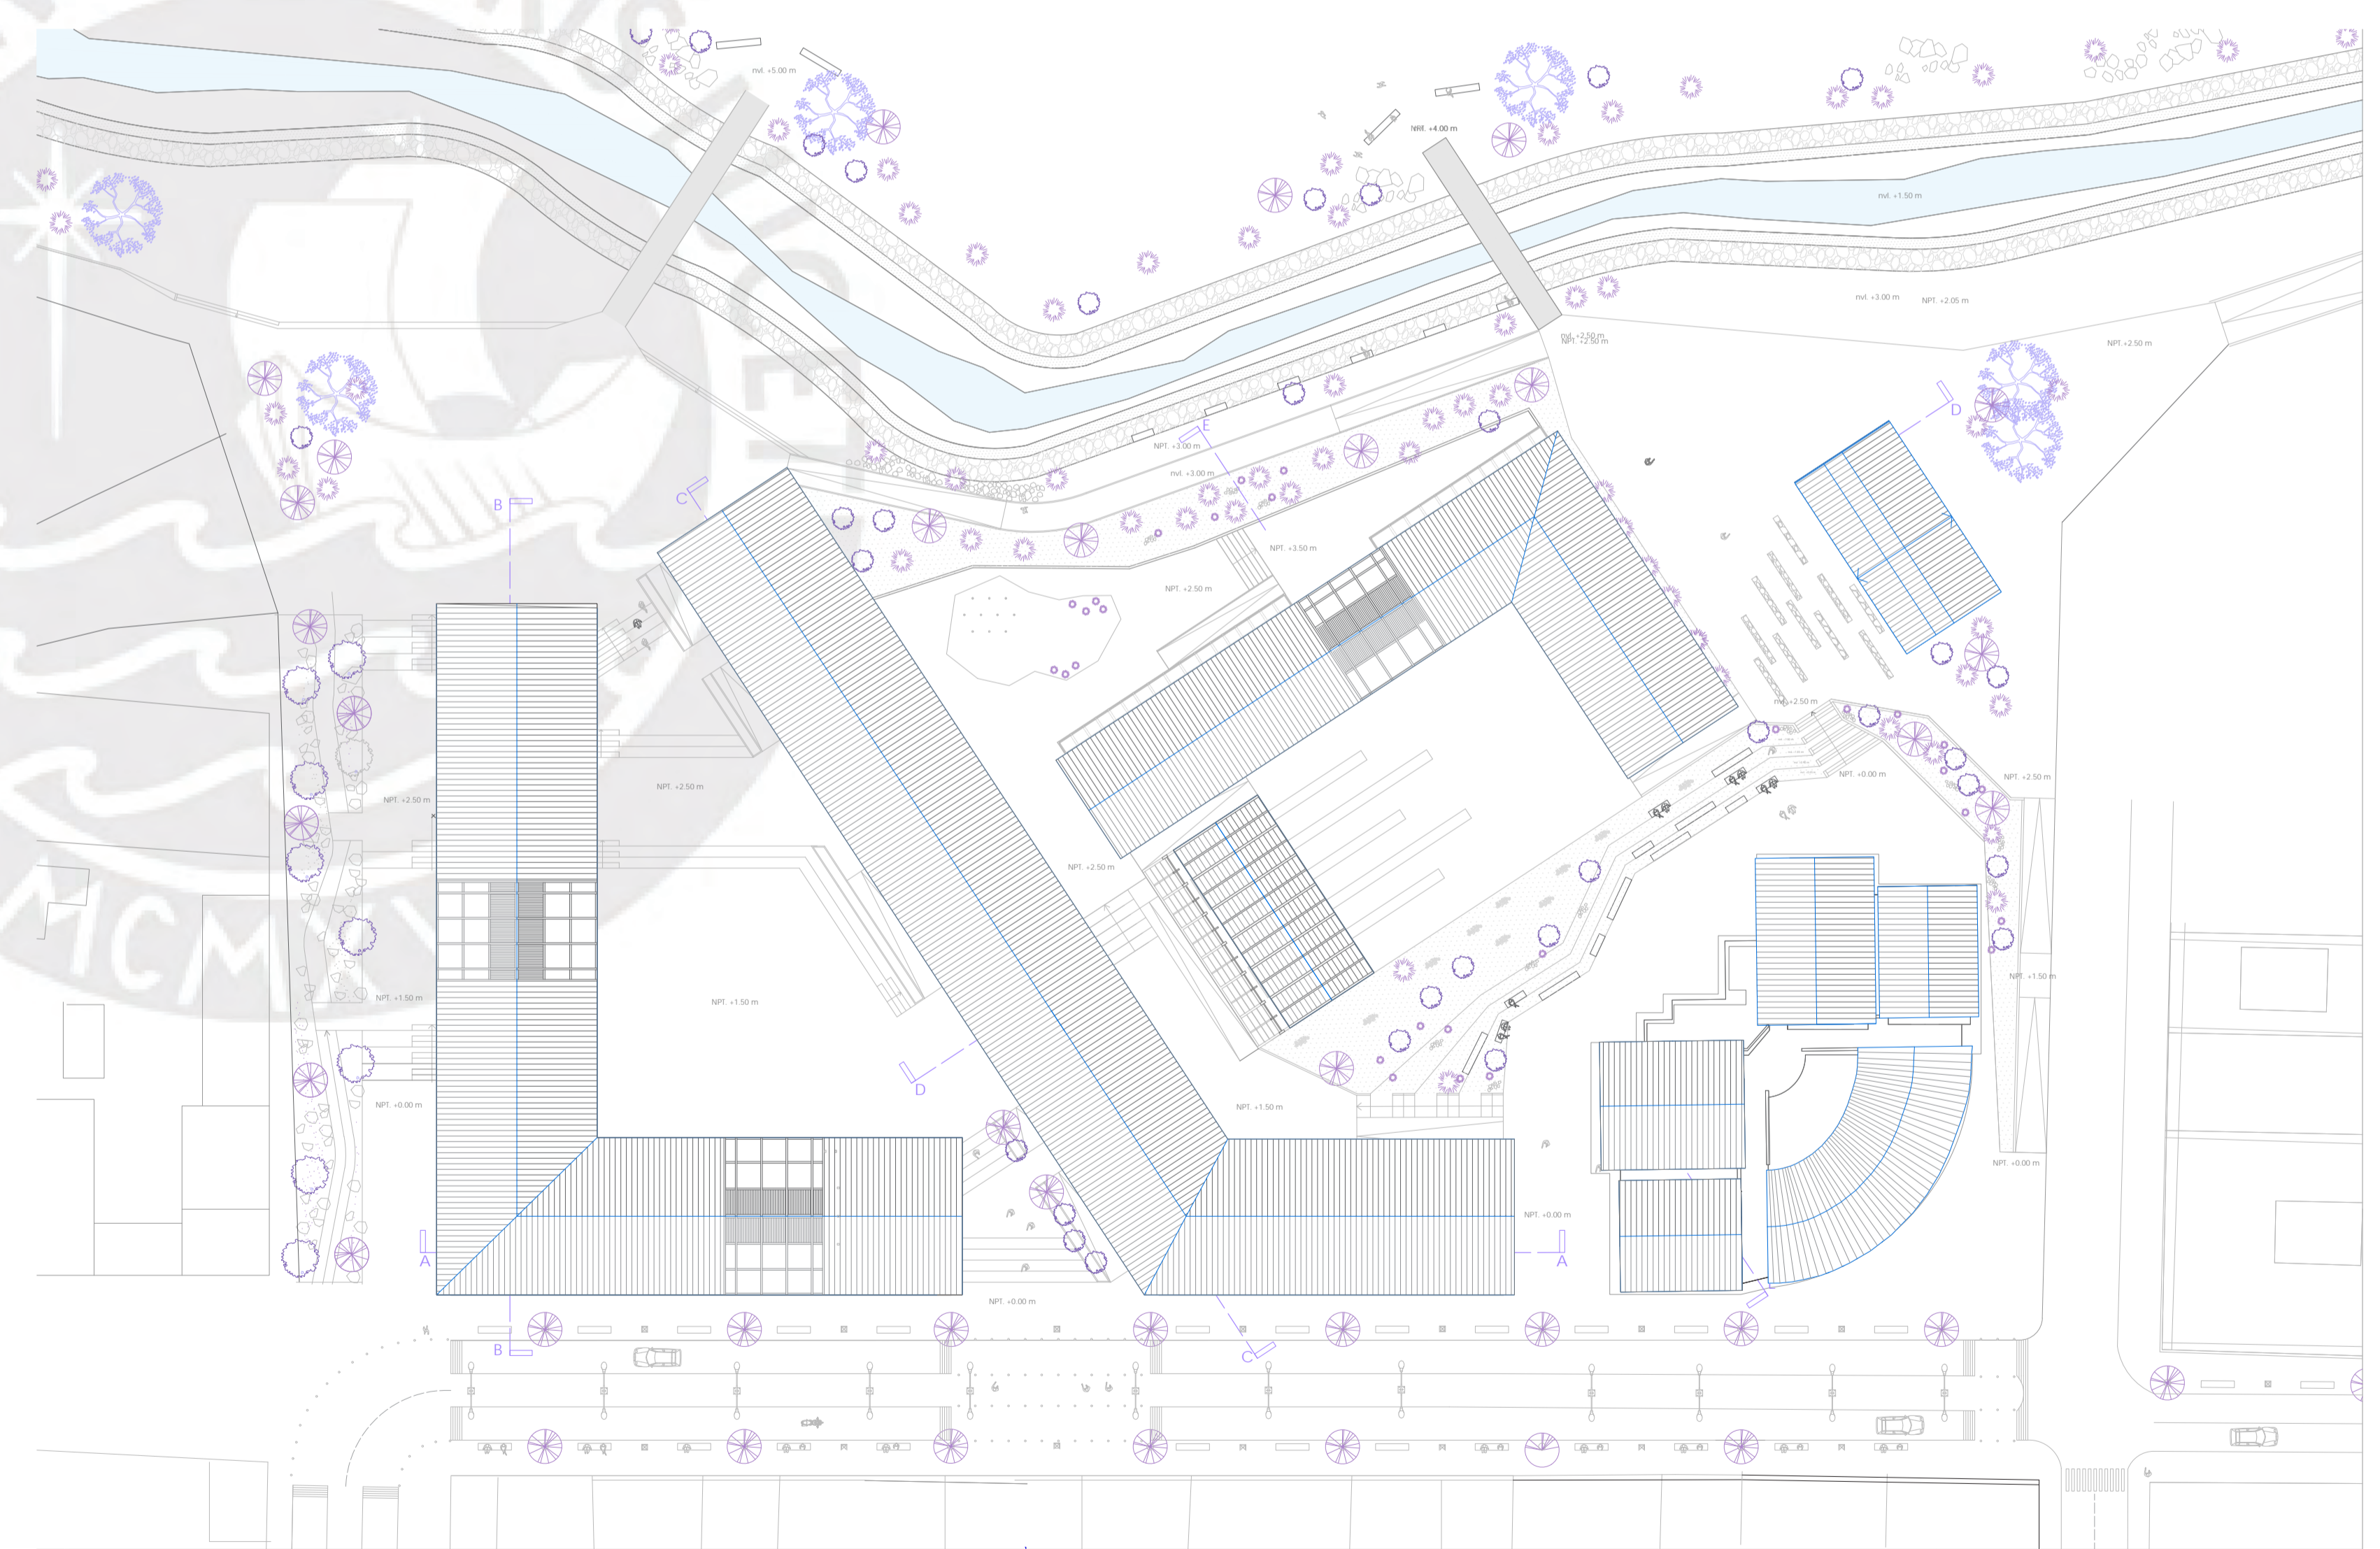 nvl. +5.00 m
NRt. +4.00 m
nvl. +1.50 m
nvl. +3.00 m
NPT. +2.05 m
nvl. +2.50 m
NPT. +2.50 m
NPT. +2.50 m
D
E
NPT. +3.00 m
nvl. +3.00 m
B
C
NPT. +3.50 m
NPT. +2.50 m
nvl. +2.50 m
NPT. +0.00 m
NPT. +2.50 m
NPT. +2.50 m
NPT. +2.50 m
NPT. +2.50 m
NPT. +1.50 m
NPT. +1.50 m
NPT. +1.50 m
D
NPT. +0.00 m
NPT. +1.50 m
NPT. +0.00 m
NPT. +0.00 m
A
A
NPT. +0.00 m
B
C
MCMXV